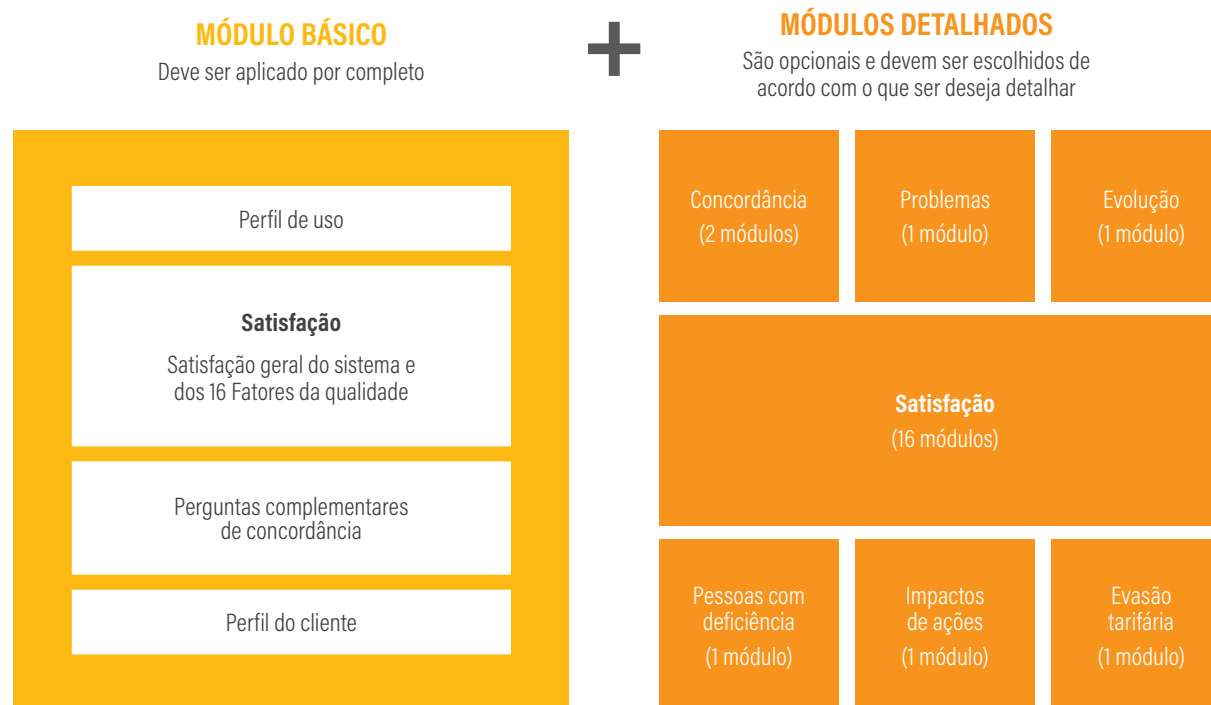 MÓDULO BÁSICO
Deve ser aplicado por completo
+
MÓDULOS DETALHADOS
São opcionais e devem ser escolhidos de
acordo com o que ser deseja detalhar
Perfil de uso
Satisfação
Satisfação geral do sistema e
dos 16 Fatores da qualidade
Perguntas complementares
de concordância
Perfil do cliente
Concordância
(2 módulos)
Problemas
(1 módulo)
Evolução
(1 módulo)
Satisfação
(16 módulos)
Pessoas com
deficiência
(1 módulo)
Impactos
de ações
(1 módulo)
Evasão
tarifária
(1 módulo)